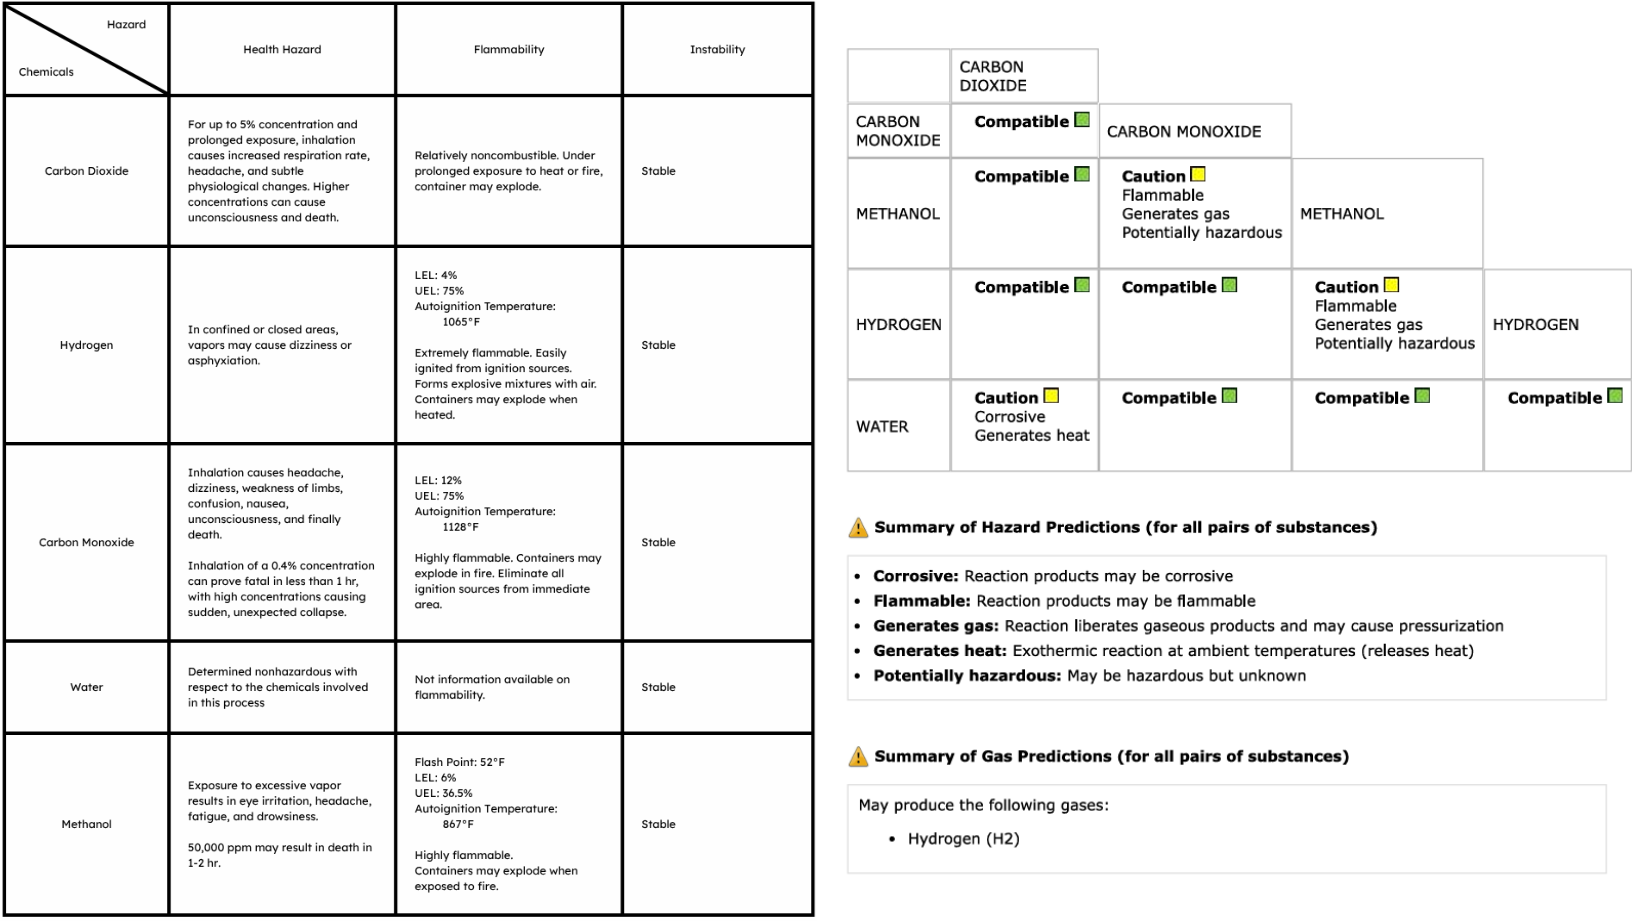 Hazard
Chemicals
Health Hazard
Flammability
Instability
Carbon Dioxide
For up to 5% concentration and
prolonged exposure, inhalation
causes increased respiration rate,
headache, and subtle
physiological changes. Higher
concentrations can cause
unconsciousness and death.
Relatively noncombustible. Under
prolonged exposure to heat or fire,
container may explode.
Stable
Hydrogen
In confined or closed areas,
vapors may cause dizziness or
asphyxiation.
LEL: 4%
UEL: 75%
Autoignition Temperature:
1065°F
Extremely flammable. Easily
ignited from ignition sources.
Forms explosive mixtures with air.
Containers may explode when
heated.
Stable
Carbon Monoxide
Inhalation causes headache,
dizziness, weakness of limbs,
confusion, nausea,
unconsciousness, and finally
death.
Inhalation of a 0.4% concentration
can prove fatal in less than 1 hr,
with high concentrations causing
sudden, unexpected collapse.
LEL: 12%
UEL: 75%
Autoignition Temperature:
1128°F
Highly flammable. Containers may
explode in fire. Eliminate all
ignition sources from immediate
area.
Stable
Water
Determined nonhazardous with
respect to the chemicals involved
in this process
Not information available on
flammability.
Stable
Methanol
Exposure to excessive vapor
results in eye irritation, headache,
fatigue, and drowsiness.
50,000 ppm may result in death in
1-2 hr.
Flash Point: 52°F
LEL: 6%
UEL: 36.5%
Autoignition Temperature:
867°F
Highly flammable.
Containers may explode when
exposed to fire.
Stable
CARBON
DIOXIDE
CARBON
MONOXIDE
Compatible
CARBON MONOXIDE
METHANOL
Compatible
Caution
Flammable
Generates gas
Potentially hazardous
METHANOL
HYDROGEN
Compatible
Compatible
Caution
Flammable
Generates gas
Potentially hazardous
HYDROGEN
WATER
Caution
Corrosive
Generates heat
Compatible
Compatible
Compatible
Summary of Hazard Predictions (for all pairs of substances)
• Corrosive: Reaction products may be corrosive
• Flammable: Reaction products may be flammable
• Generates gas: Reaction liberates gaseous products and may cause pressurization
• Generates heat: Exothermic reaction at ambient temperatures (releases heat)
• Potentially hazardous: May be hazardous but unknown
Summary of Gas Predictions (for all pairs of substances)
May produce the following gases:
• Hydrogen (H2)